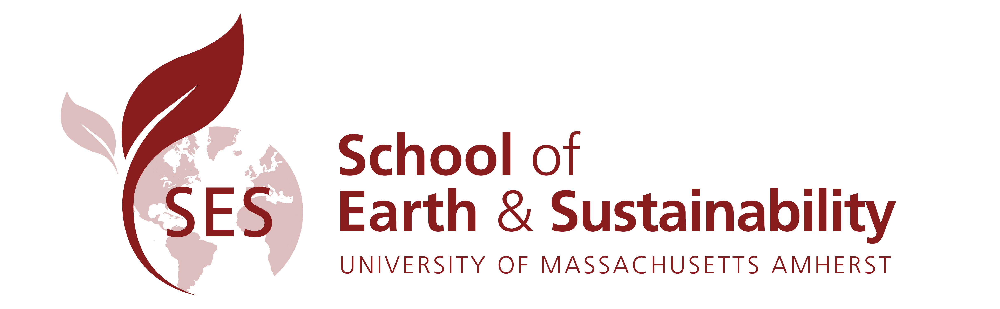 SES
School of
Earth & Sustainability
UNIVERSITY OF MASSACHUSETTS AMHERST